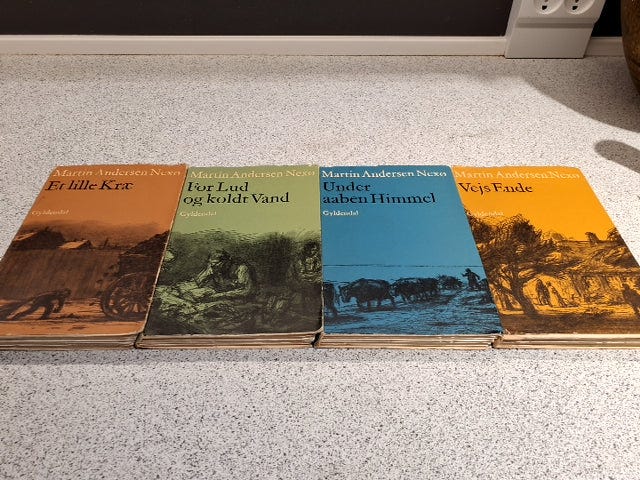 Martin Andersen Nexø
Et lille Kræ
Gyldendal
Martin Andersen Nexø
For Lud
og koldt Vand
Gyldendal
Martin Andersen Nexø
Under
aaben Himmel
Gyldendal
Martin Andersen Nexø
Vejs Ende
Gyldendal